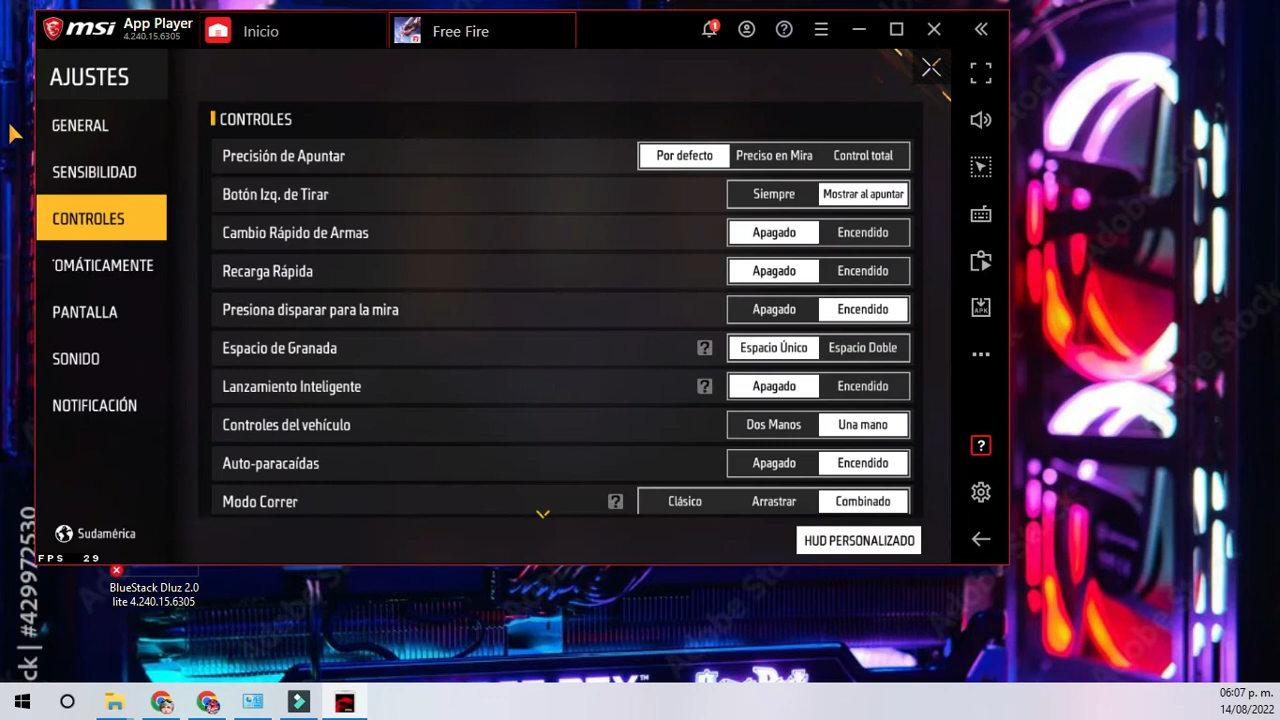 msi App Player
4.240.15.6305
Inicio
Free Fire
1
AJUSTES
GENERAL
SENSIBILIDAD
CONTROLES
OMÁTICAMENTE
PANTALLA
SONIDO
NOTIFICACIÓN
Sudamérica
FPS 29
CONTROLES
Precisión de Apuntar Por defecto Preciso en Mira Control total
Botón Izq. de Tirar Siempre Mostrar al apuntar
Cambio Rápido de Armas Apagado Encendido
Recarga Rápida Apagado Encendido
Presiona disparar para la mira Apagado Encendido
Espacio de Granada ? Espacio Único Espacio Doble
Lanzamiento Inteligente ? Apagado Encendido
Controles del vehículo Dos Manos Una mano
Auto-paracaídas Apagado Encendido
Modo Correr ? Clásico Arrastrar Combinado
HUD PERSONALIZADO
APK
?
BlueStack Dluz 2.0
lite 4.240.15.6305
ck | #429972530
06:07 p. m.
14/08/2022